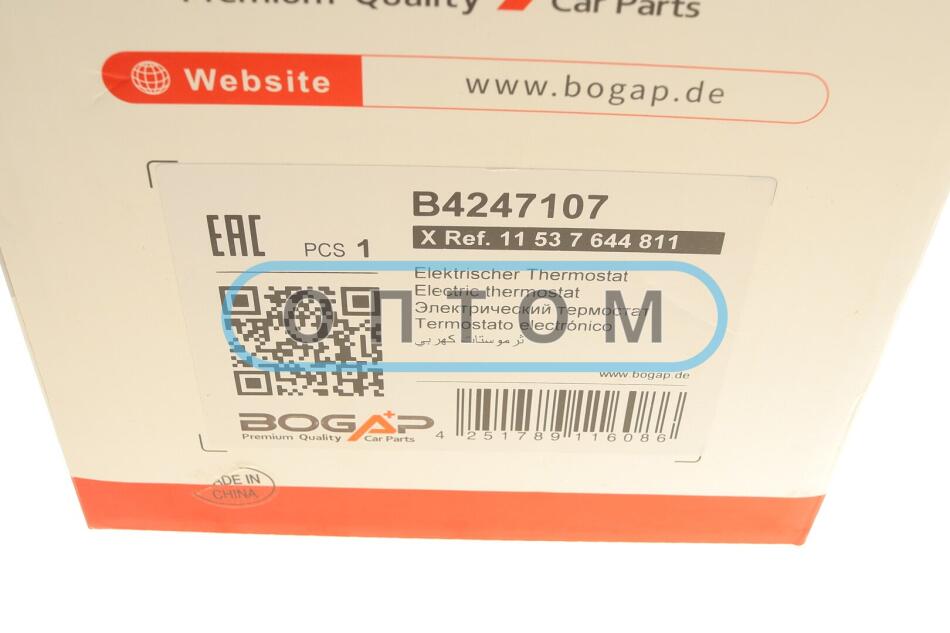 Premium Quality Car Parts
Website www.bogap.de
EAC PCS 1
B4247107
X Ref. 11 53 7 644 811
Elektrischer Thermostat
Electric thermostat
Электрический термостат
Termostato electrónico
ترموستات كهربي
ОПТОМ
www.bogap.de
BOGAP
Premium Quality Car Parts
4 251789 116086
ADE IN
CHINA